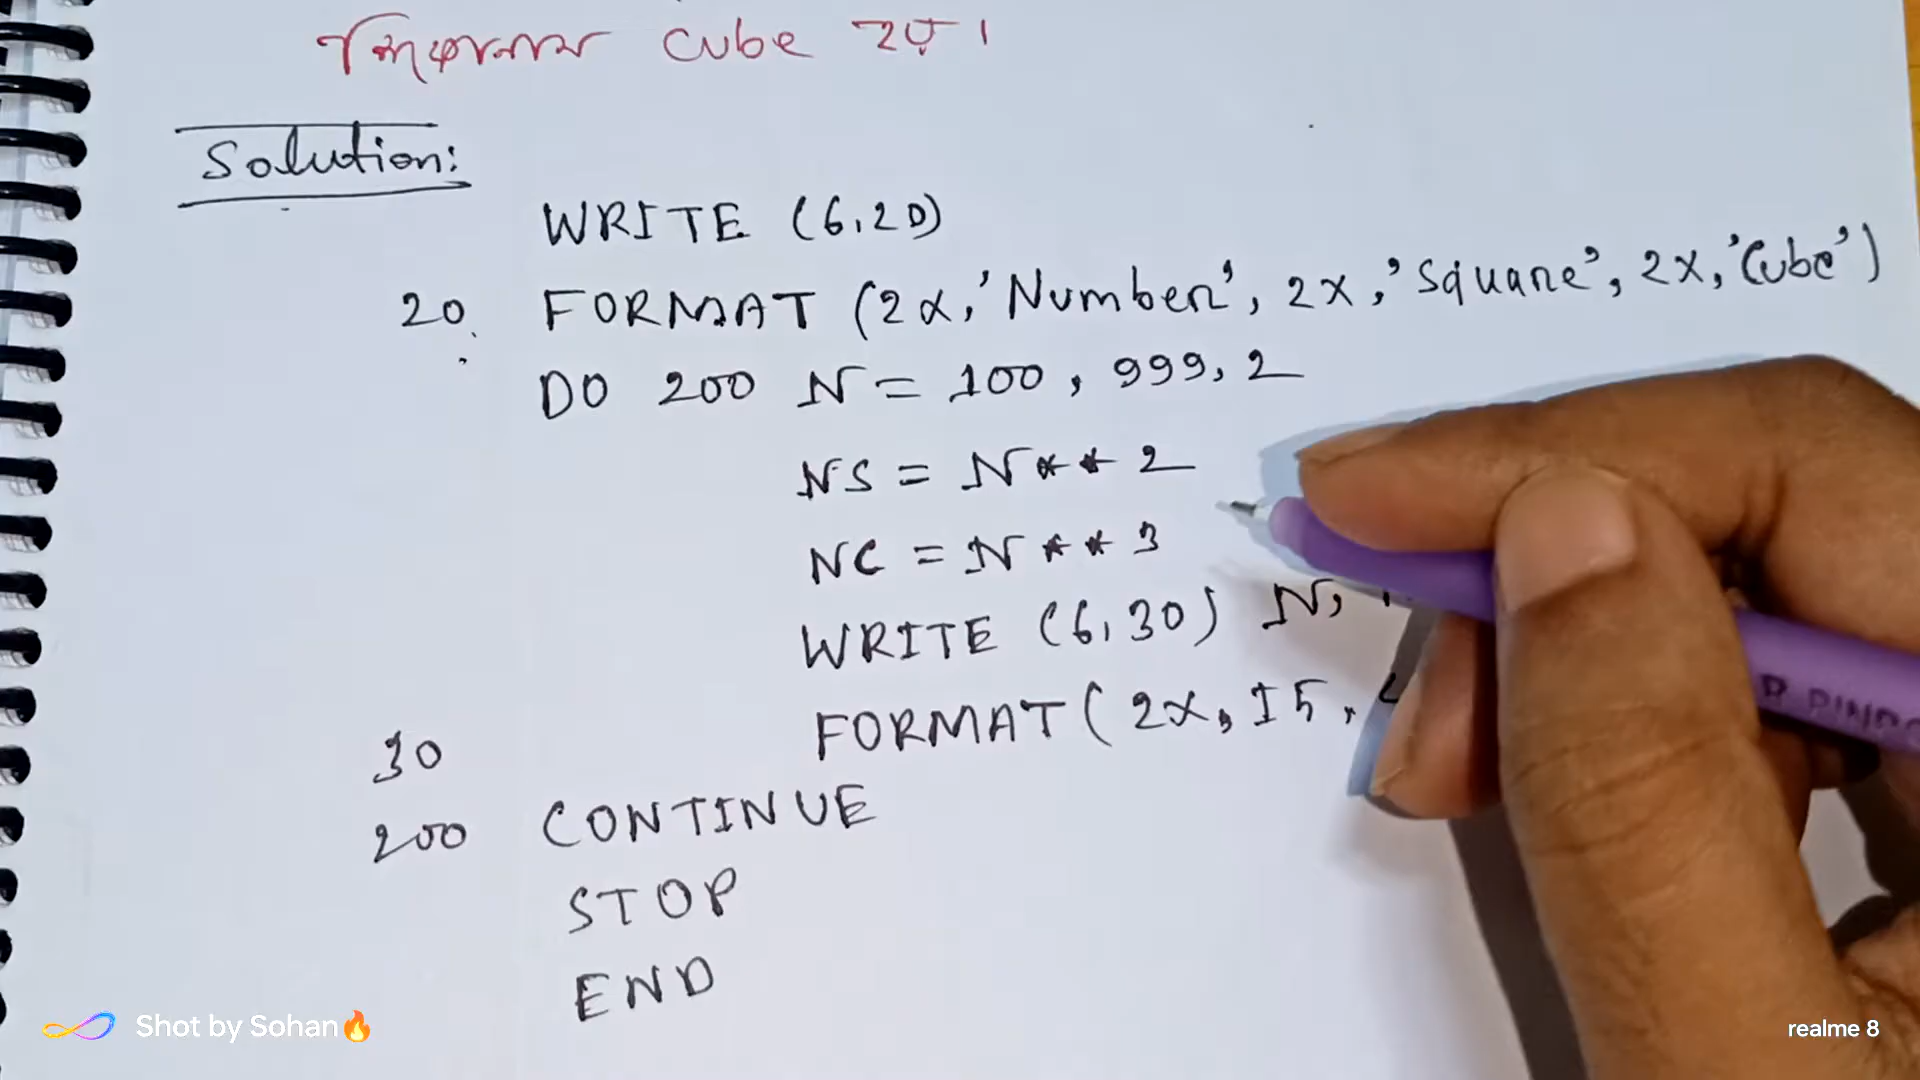 Cube হয়।
Solution:
WRITE (6,20)
20 FORMAT (2X,'Number', 2X,'Square', 2X,'Cube')
DO 200 N = 100, 999, 2
NS = N** 2
NC = N ** 3
WRITE (6,30) N,
30 FORMAT( 2X, I5,
200 CONTINUE
STOP
END
Shot by Sohan🔥
realme 8